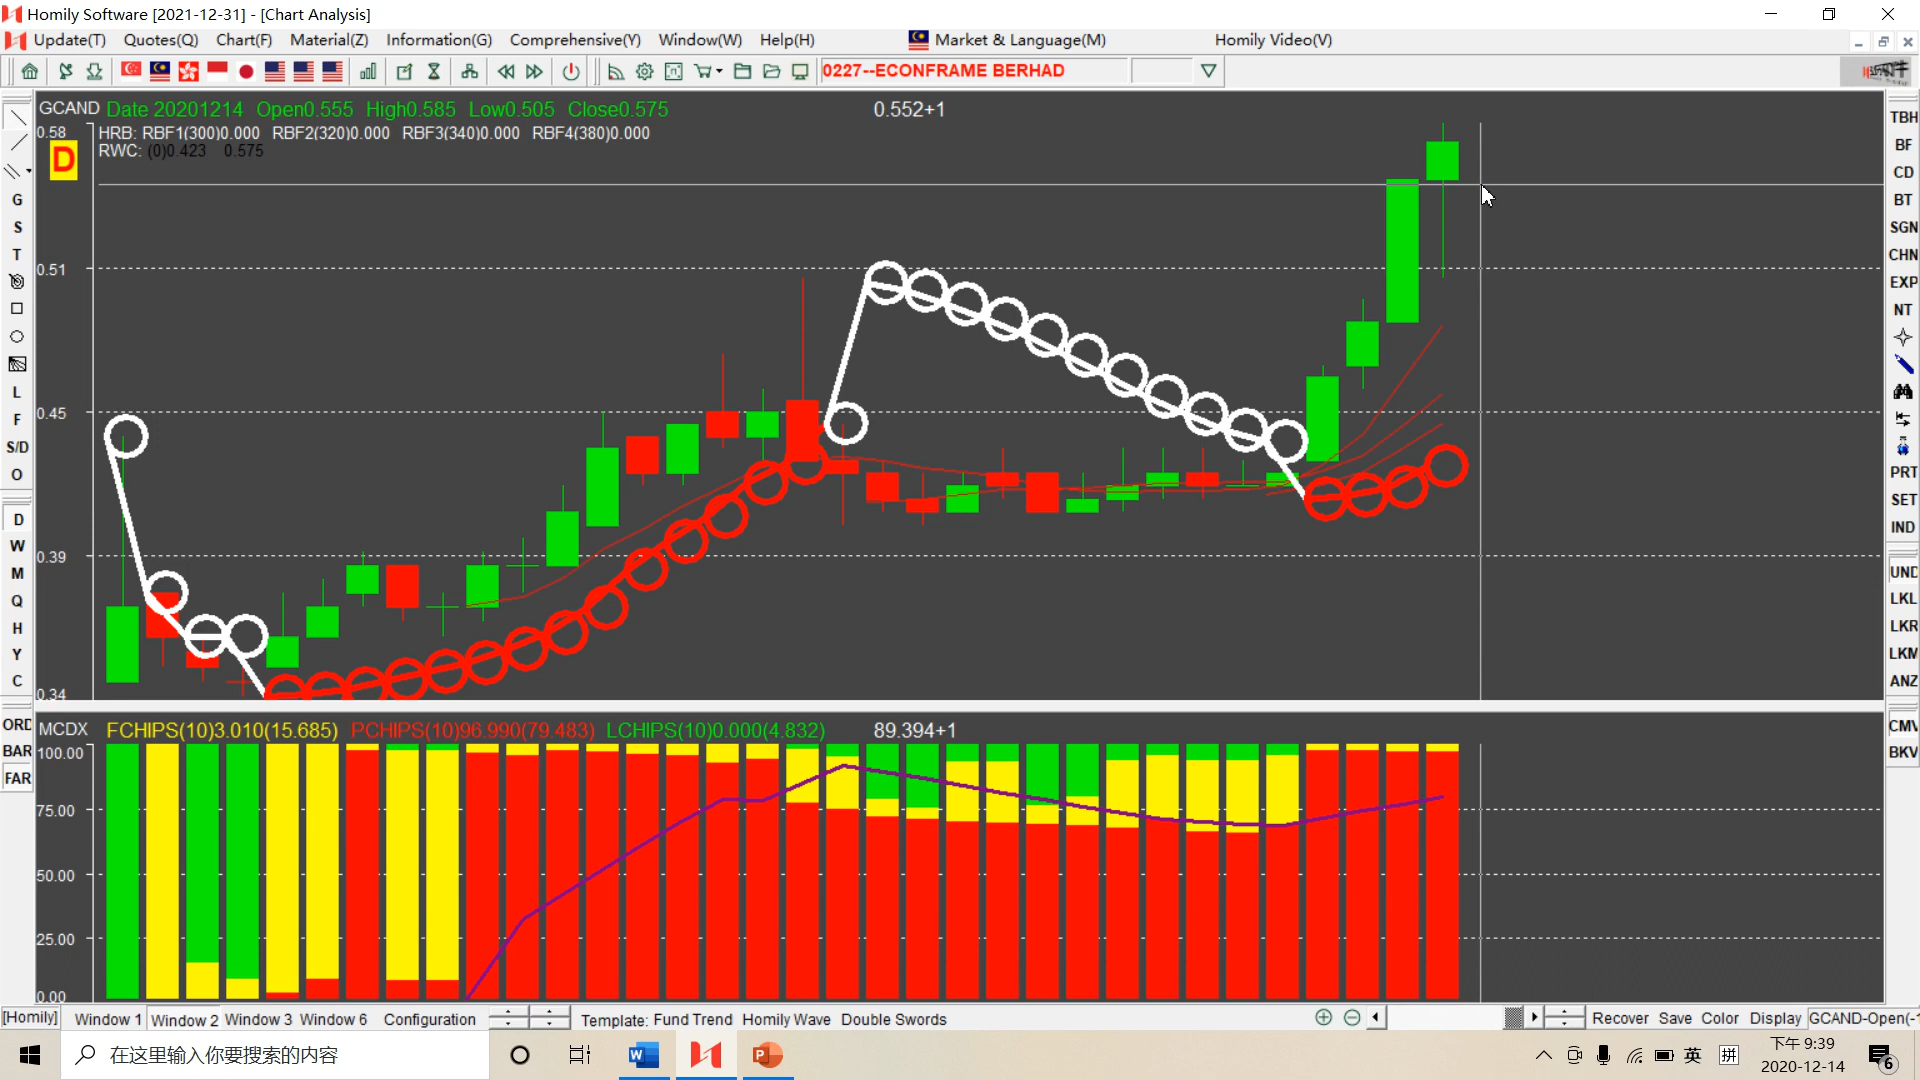 Homily Software [2021-12-31] - [Chart Analysis]
Update(T) Quotes(Q) Chart(F) Material(Z) Information(G) Comprehensive(Y) Window(W) Help(H) Market & Language(M) Homily Video(V)
0227--ECONFRAME BERHAD
GCAND Date 20201214 Open0.555 High0.585 Low0.505 Close0.575 0.552+1
HRB: RBF1(300)0.000 RBF2(320)0.000 RBF3(340)0.000 RBF4(380)0.000
RWC: (0)0.423 0.575
D
0.58
0.51
0.45
0.39
0.34
G
S
T
L
F
S/D
O
D
W
M
Q
H
Y
C
ORD
BAR
FAR
TBH
BF
CD
BT
SGN
CHN
EXP
NT
PRT
SET
IND
UND
LKL
LKR
LKM
ANZ
CMV
BKV
MCDX FCHIPS(10)3.010(15.685) PCHIPS(10)96.990(79.483) LCHIPS(10)0.000(4.832) 89.394+1
100.00
75.00
50.00
25.00
0.00
[Homily] Window 1 Window 2 Window 3 Window 6 Configuration Template: Fund Trend Homily Wave Double Swords Recover Save Color Display GCAND-Open(-1
在这里输入你要搜索的内容
英 拼
下午 9:39
2020-12-14
6